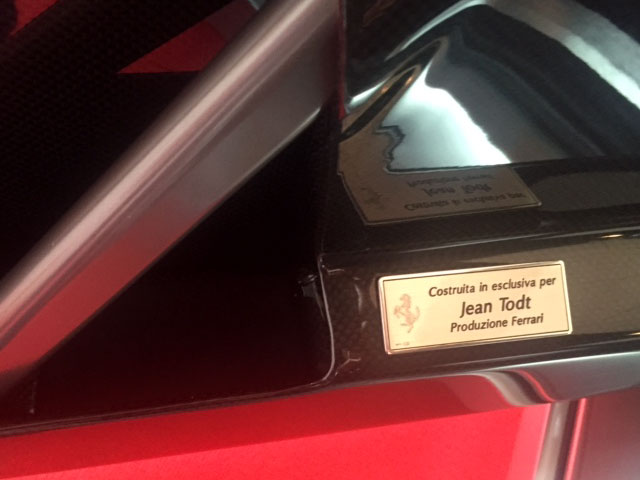 Costruita in esclusiva per
Jean Todt
Produzione Ferrari